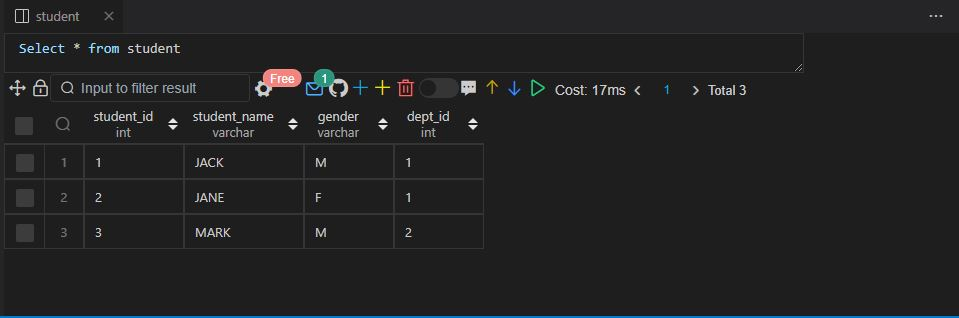 student
Select * from student
Input to filter result Free 1 Cost: 17ms 1 Total 3
student_id student_name gender dept_id
int varchar varchar int
1 1 JACK M 1
2 2 JANE F 1
3 3 MARK M 2